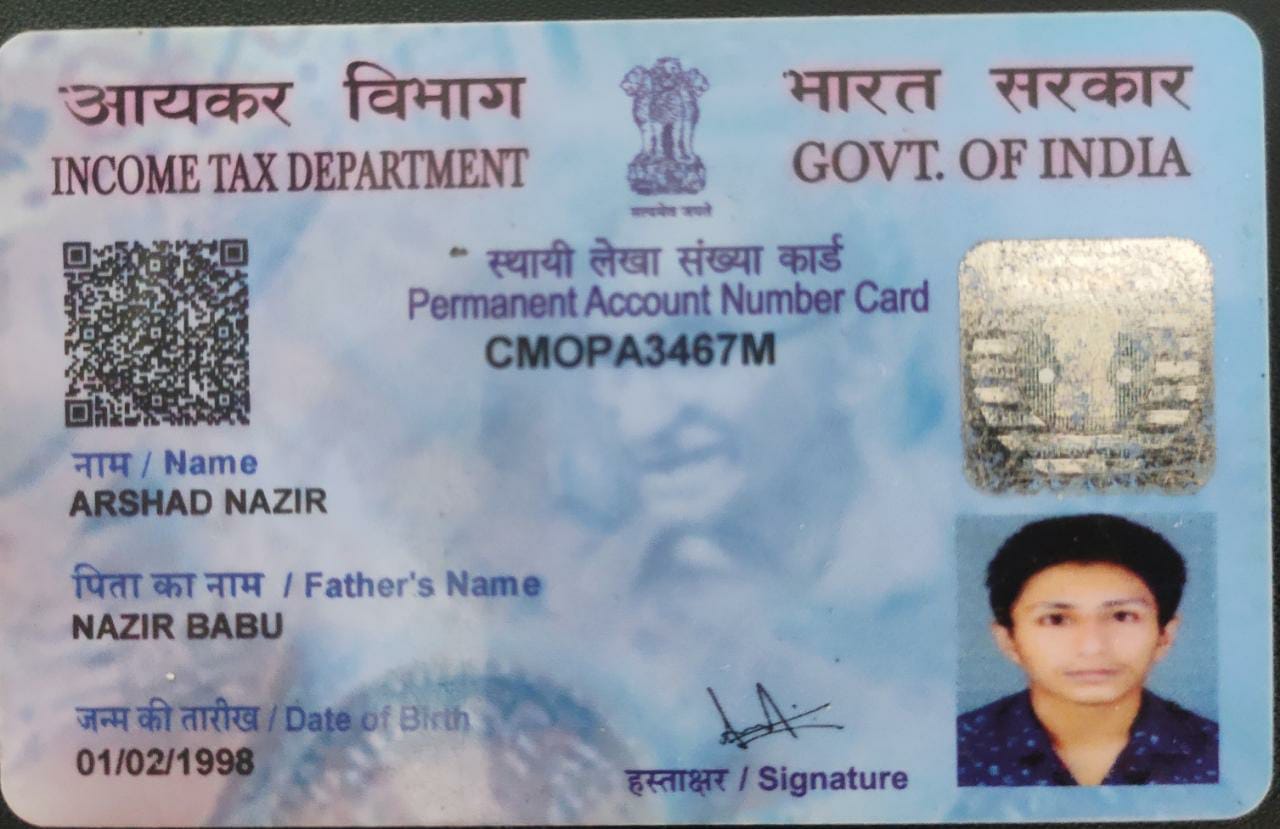 आयकर विभाग
INCOME TAX DEPARTMENT
सत्यमेव जयते
भारत सरकार
GOVT. OF INDIA
स्थायी लेखा संख्या कार्ड
Permanent Account Number Card
CMOPA3467M
नाम / Name
ARSHAD NAZIR
पिता का नाम / Father's Name
NAZIR BABU
जन्म की तारीख / Date of Birth
01/02/1998
हस्ताक्षर / Signature